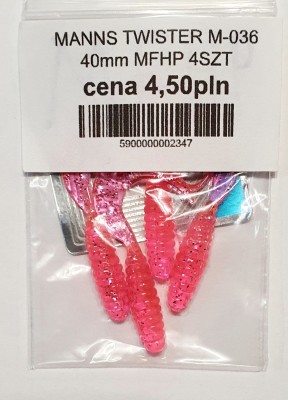 MANNS TWISTER M-036
40mm MFHP 4SZT
cena 4,50pln
5900000002347